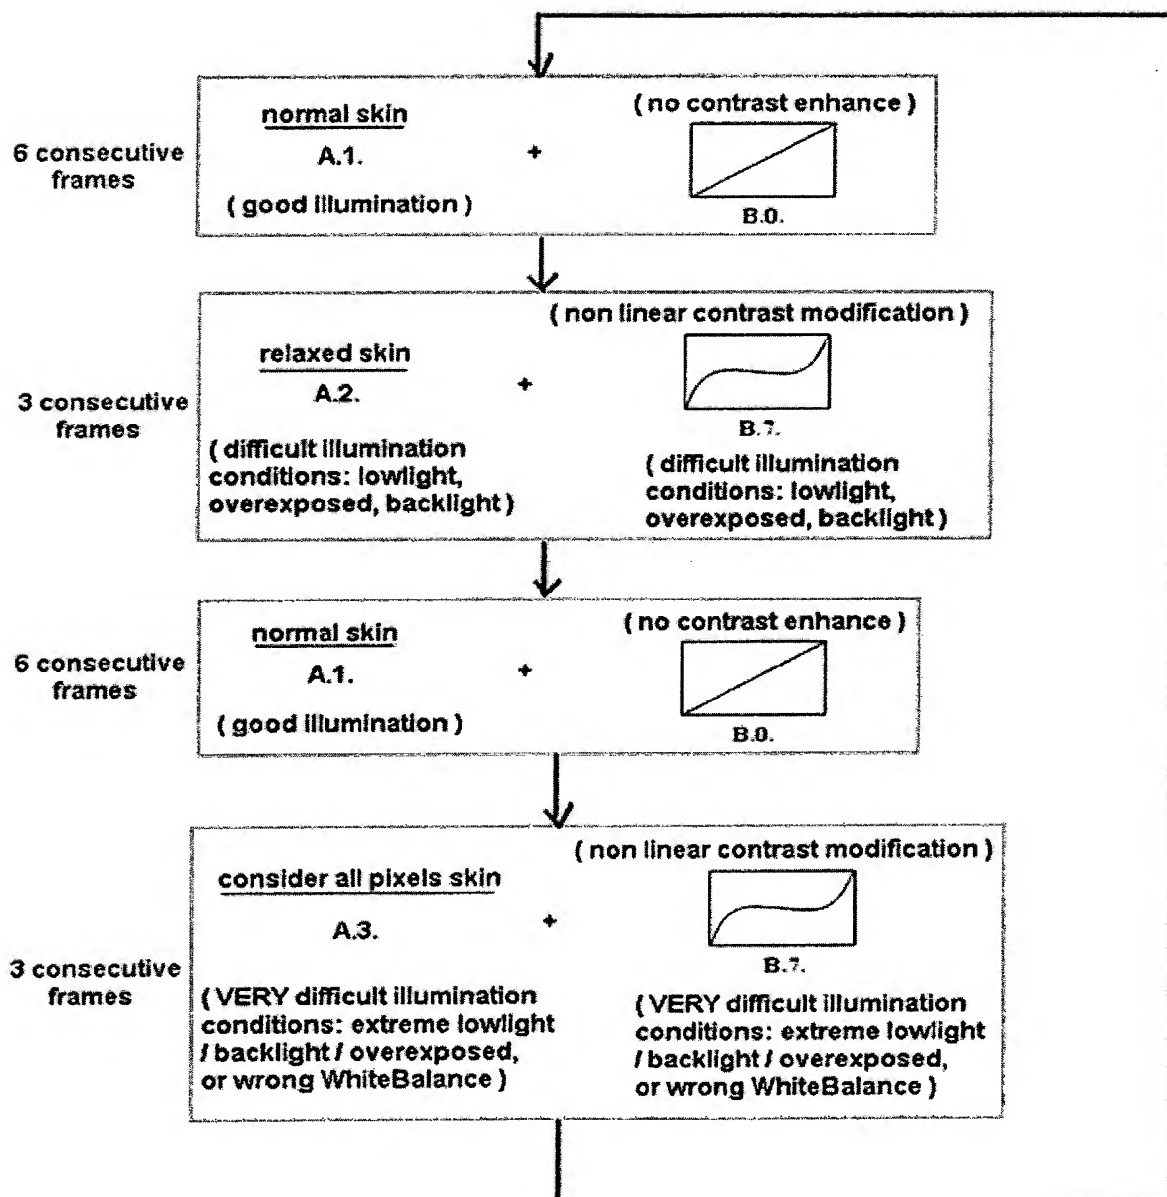 ( no contrast enhance )
normal skin
6 consecutive
frames
A.1.
+
( good illumination )
B.0.
( non linear contrast modification )
relaxed skin
3 consecutive
frames
A.2.
+
B.7.
( difficult illumination
conditions: lowlight,
overexposed, backlight )
( difficult illumination
conditions: lowlight,
overexposed, backlight )
( no contrast enhance )
normal skin
6 consecutive
frames
A.1.
+
( good illumination )
B.0.
( non linear contrast modification )
consider all pixels skin
A.3.
+
3 consecutive
frames
B.7.
( VERY difficult illumination
conditions: extreme lowlight
/ backlight / overexposed,
or wrong WhiteBalance )
( VERY difficult illumination
conditions: extreme lowlight
/ backlight / overexposed,
or wrong WhiteBalance )